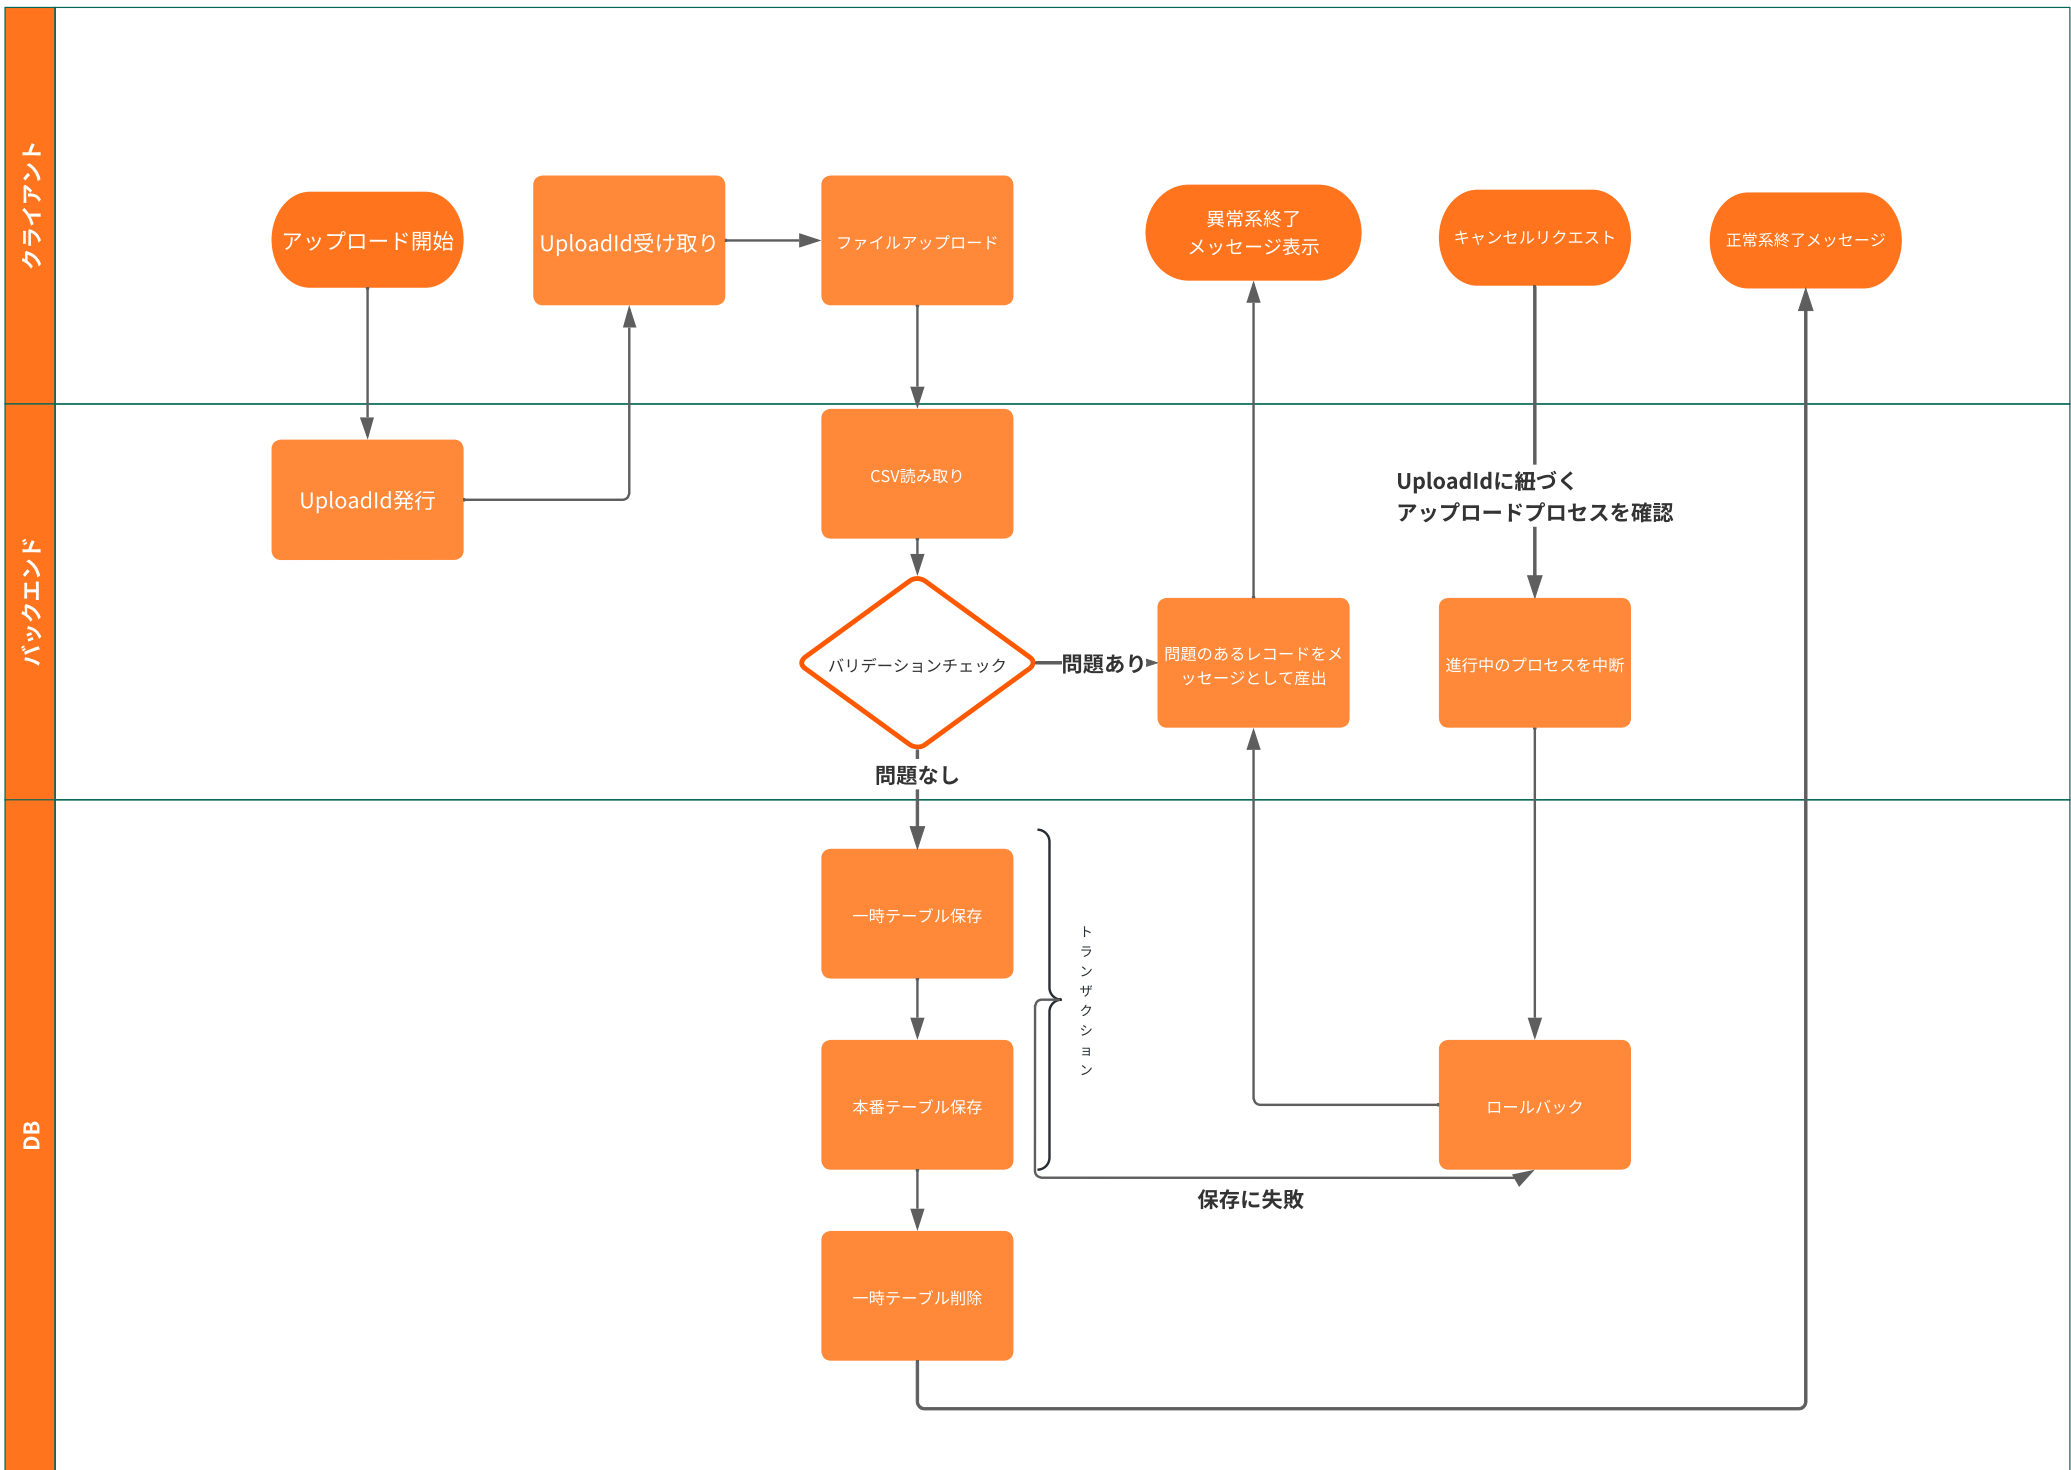 クライアント
アップロード開始
UploadId受け取り
ファイルアップロード
異常系終了
メッセージ表示
キャンセルリクエスト
正常系終了メッセージ
バックエンド
UploadId発行
CSV読み取り
UploadIdに紐づく
アップロードプロセスを確認
バリデーションチェック
問題あり
問題のあるレコードをメ
ッセージとして産出
進行中のプロセスを中断
問題なし
DB
一時テーブル保存
トランザクション
本番テーブル保存
ロールバック
保存に失敗
一時テーブル削除